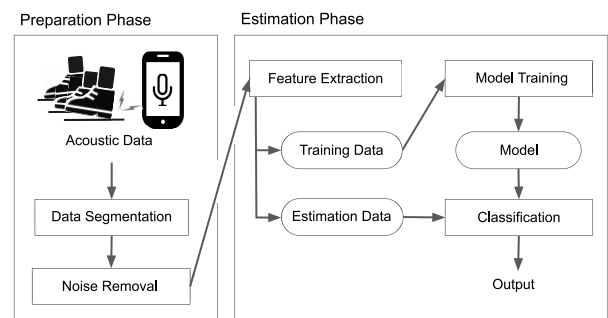 Preparation Phase
Acoustic Data
Data Segmentation
Noise Removal
Estimation Phase
Feature Extraction
Training Data
Estimation Data
Model Training
Model
Classification
Output